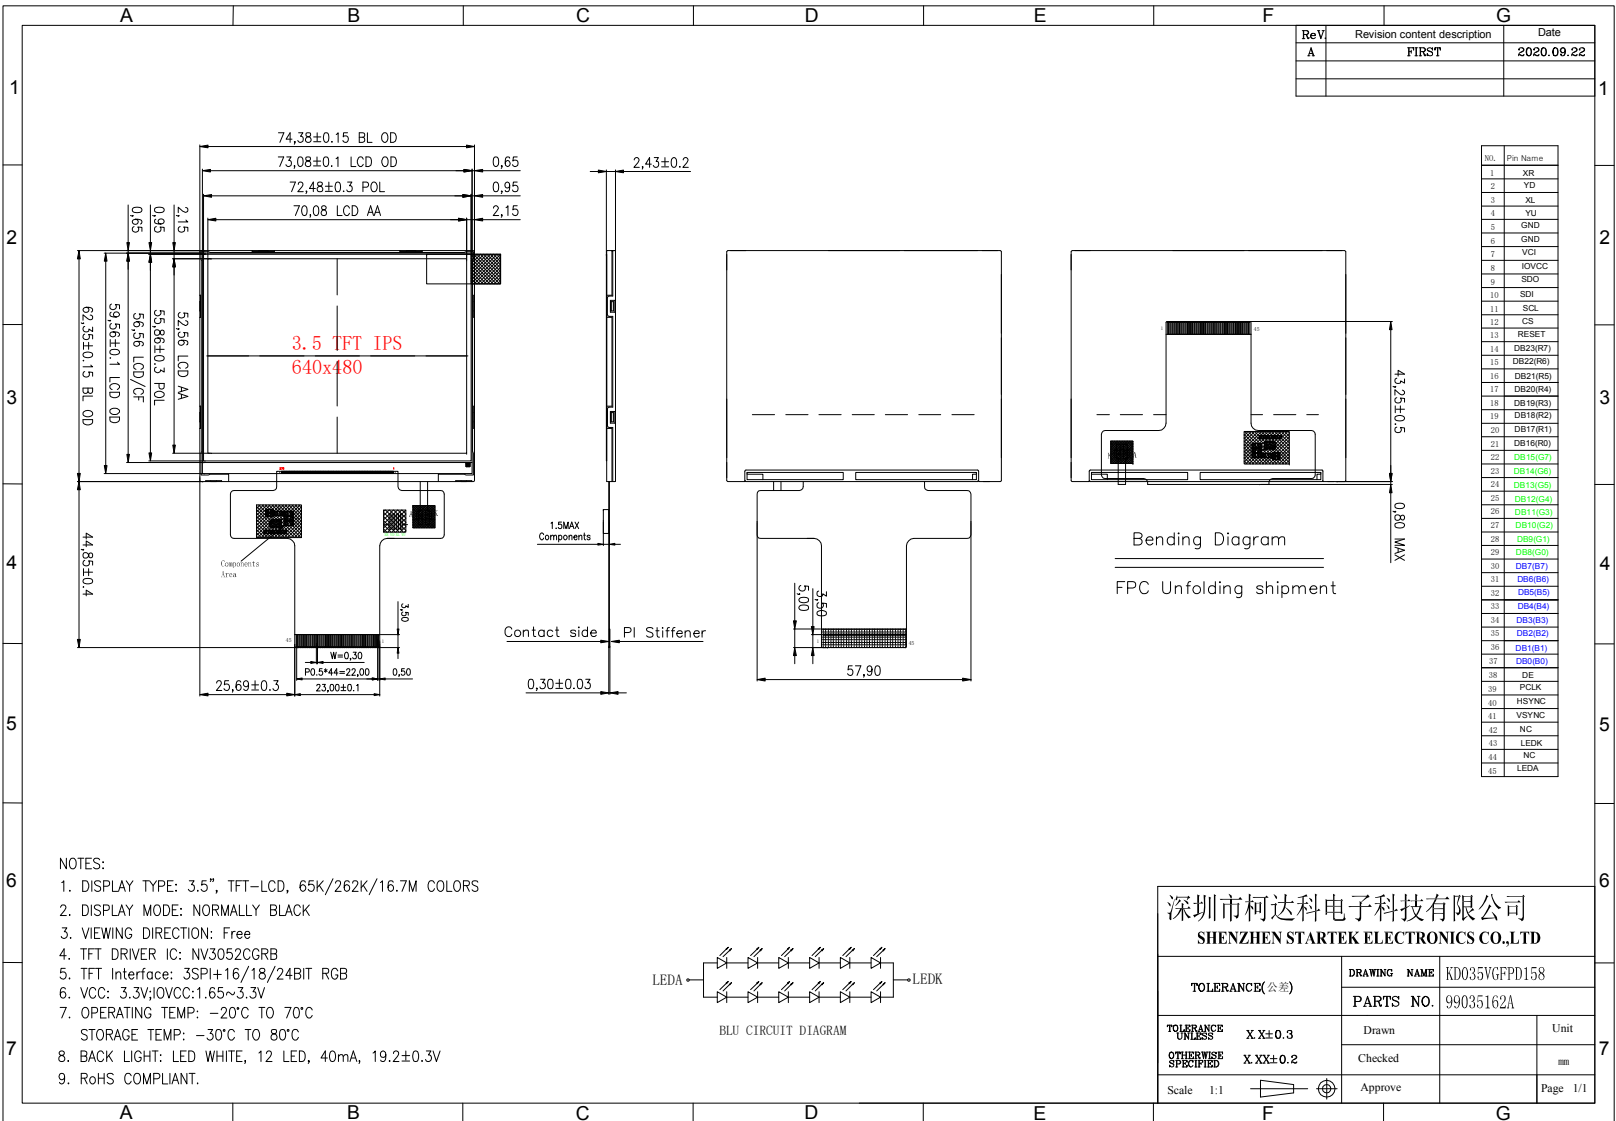 A B C D E F G
ReV. Revision content description Date
A FIRST 2020.09.22
1 1
2 2
3 3
4 4
5 5
6 6
7 7
74,38±0.15 BL OD
73,08±0.1 LCD OD
72,48±0.3 POL
70,08 LCD AA
0,65
0,95
2,15
2,15
0,95
0,65
62,35±0.15 BL OD
59,56±0.1 LCD OD
56,56 LCD/CF
55,86±0.3 POL
52,56 LCD AA
3.5 TFT IPS
640x480
44,85±0.4
Components
Area
45 1
3,50
W=0,30
P0.5*44=22,00 0,50
25,69±0.3 23,00±0.1
2,43±0.2
1.5MAX
Components
Contact side PI Stiffener
0,30±0.03
3,50
5,00
1 45
57,90
1 45
43,25±0.5
0,80 MAX
Bending Diagram
FPC Unfolding shipment
NO. Pin Name
1 XR
2 YD
3 XL
4 YU
5 GND
6 GND
7 VCI
8 IOVCC
9 SDO
10 SDI
11 SCL
12 CS
13 RESET
14 DB23(R7)
15 DB22(R6)
16 DB21(R5)
17 DB20(R4)
18 DB19(R3)
19 DB18(R2)
20 DB17(R1)
21 DB16(R0)
22 DB15(G7)
23 DB14(G6)
24 DB13(G5)
25 DB12(G4)
26 DB11(G3)
27 DB10(G2)
28 DB9(G1)
29 DB8(G0)
30 DB7(B7)
31 DB6(B6)
32 DB5(B5)
33 DB4(B4)
34 DB3(B3)
35 DB2(B2)
36 DB1(B1)
37 DB0(B0)
38 DE
39 PCLK
40 HSYNC
41 VSYNC
42 NC
43 LEDK
44 NC
45 LEDA
NOTES:
1. DISPLAY TYPE: 3.5", TFT-LCD, 65K/262K/16.7M COLORS
2. DISPLAY MODE: NORMALLY BLACK
3. VIEWING DIRECTION: Free
4. TFT DRIVER IC: NV3052CGRB
5. TFT Interface: 3SPI+16/18/24BIT RGB
6. VCC: 3.3V;IOVCC:1.65~3.3V
7. OPERATING TEMP: -20°C TO 70°C
STORAGE TEMP: -30°C TO 80°C
8. BACK LIGHT: LED WHITE, 12 LED, 40mA, 19.2±0.3V
9. RoHS COMPLIANT.
LEDA LEDK
BLU CIRCUIT DIAGRAM
深圳市柯达科电子科技有限公司
SHENZHEN STARTEK ELECTRONICS CO.,LTD
TOLERANCE(公差)
DRAWING NAME KD035VGFPD158
PARTS NO. 99035162A
TOLERANCE UNLESS X.X±0.3
OTHERWISE SPECIFIED X.XX±0.2
Drawn Unit
Checked mm
Scale 1:1 Approve Page 1/1
A B C D E F G